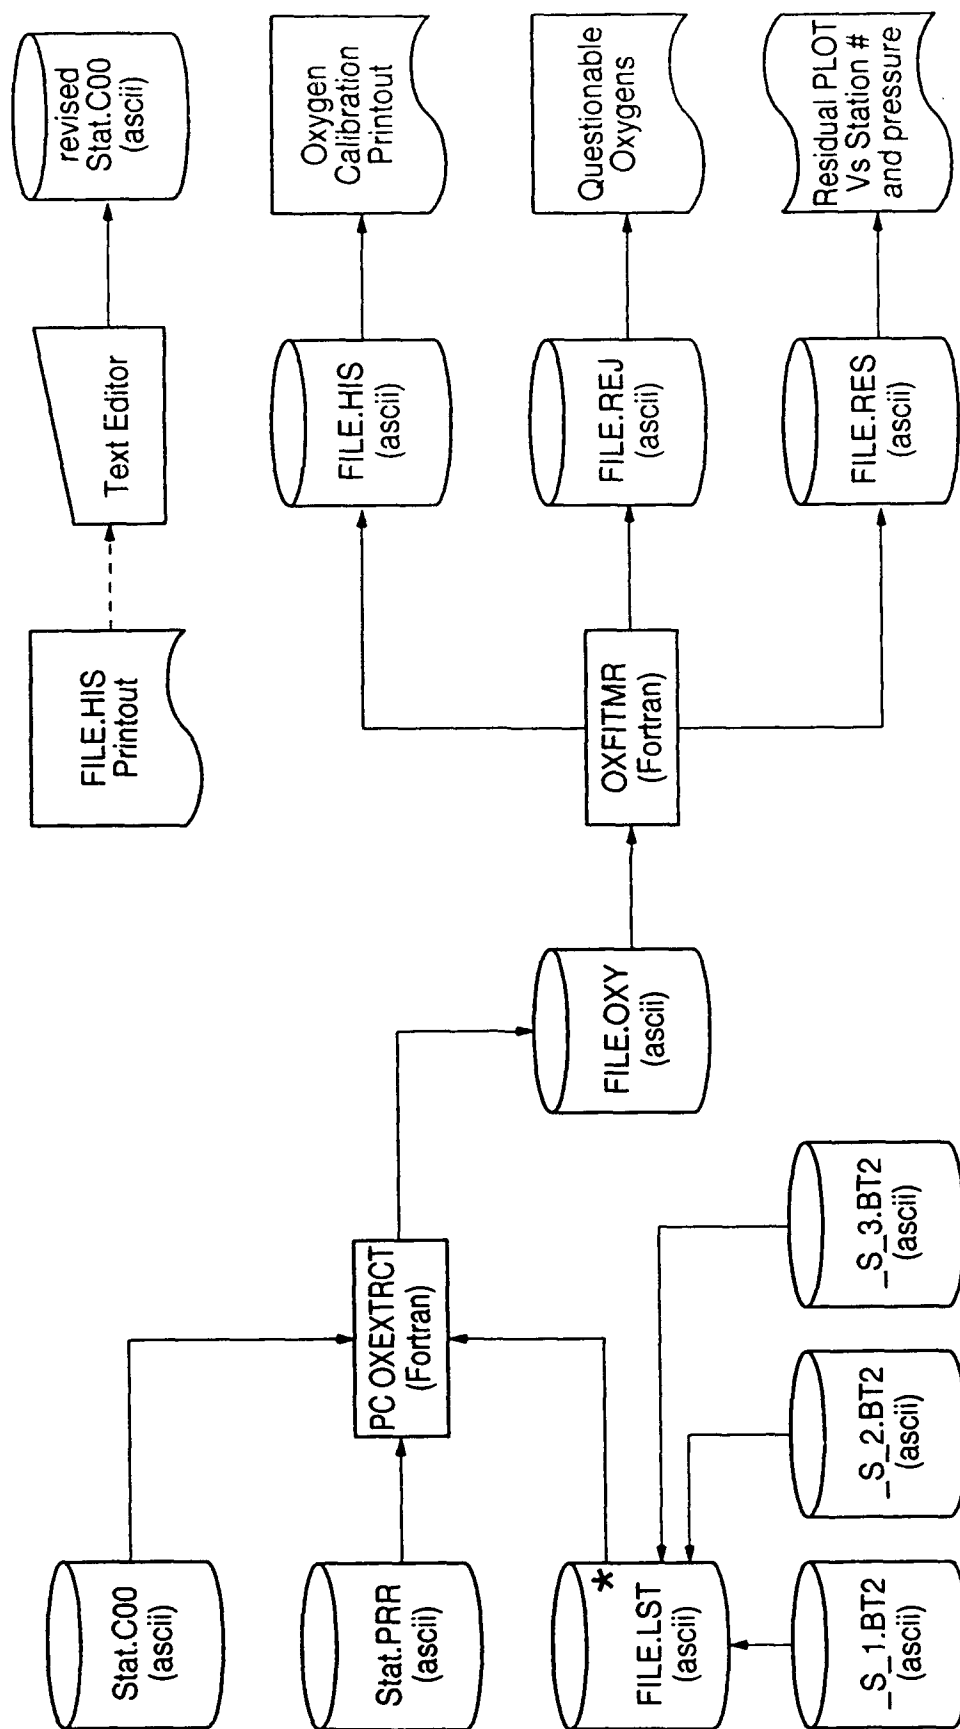 Stat.C00
(ascii)
Stat.PRR
(ascii)
FILE.LST
(ascii)
*
_S_1.BT2
(ascii)
_S_2.BT2
(ascii)
_S_3.BT2
(ascii)
PC OXEXTRCT
(Fortran)
FILE.OXY
(ascii)
OXFITMR
(Fortran)
FILE.HIS
Printout
Text Editor
revised
Stat.C00
(ascii)
FILE.HIS
(ascii)
Oxygen
Calibration
Printout
FILE.REJ
(ascii)
Questionable
Oxygens
FILE.RES
(ascii)
Residual PLOT
Vs Station #
and pressure